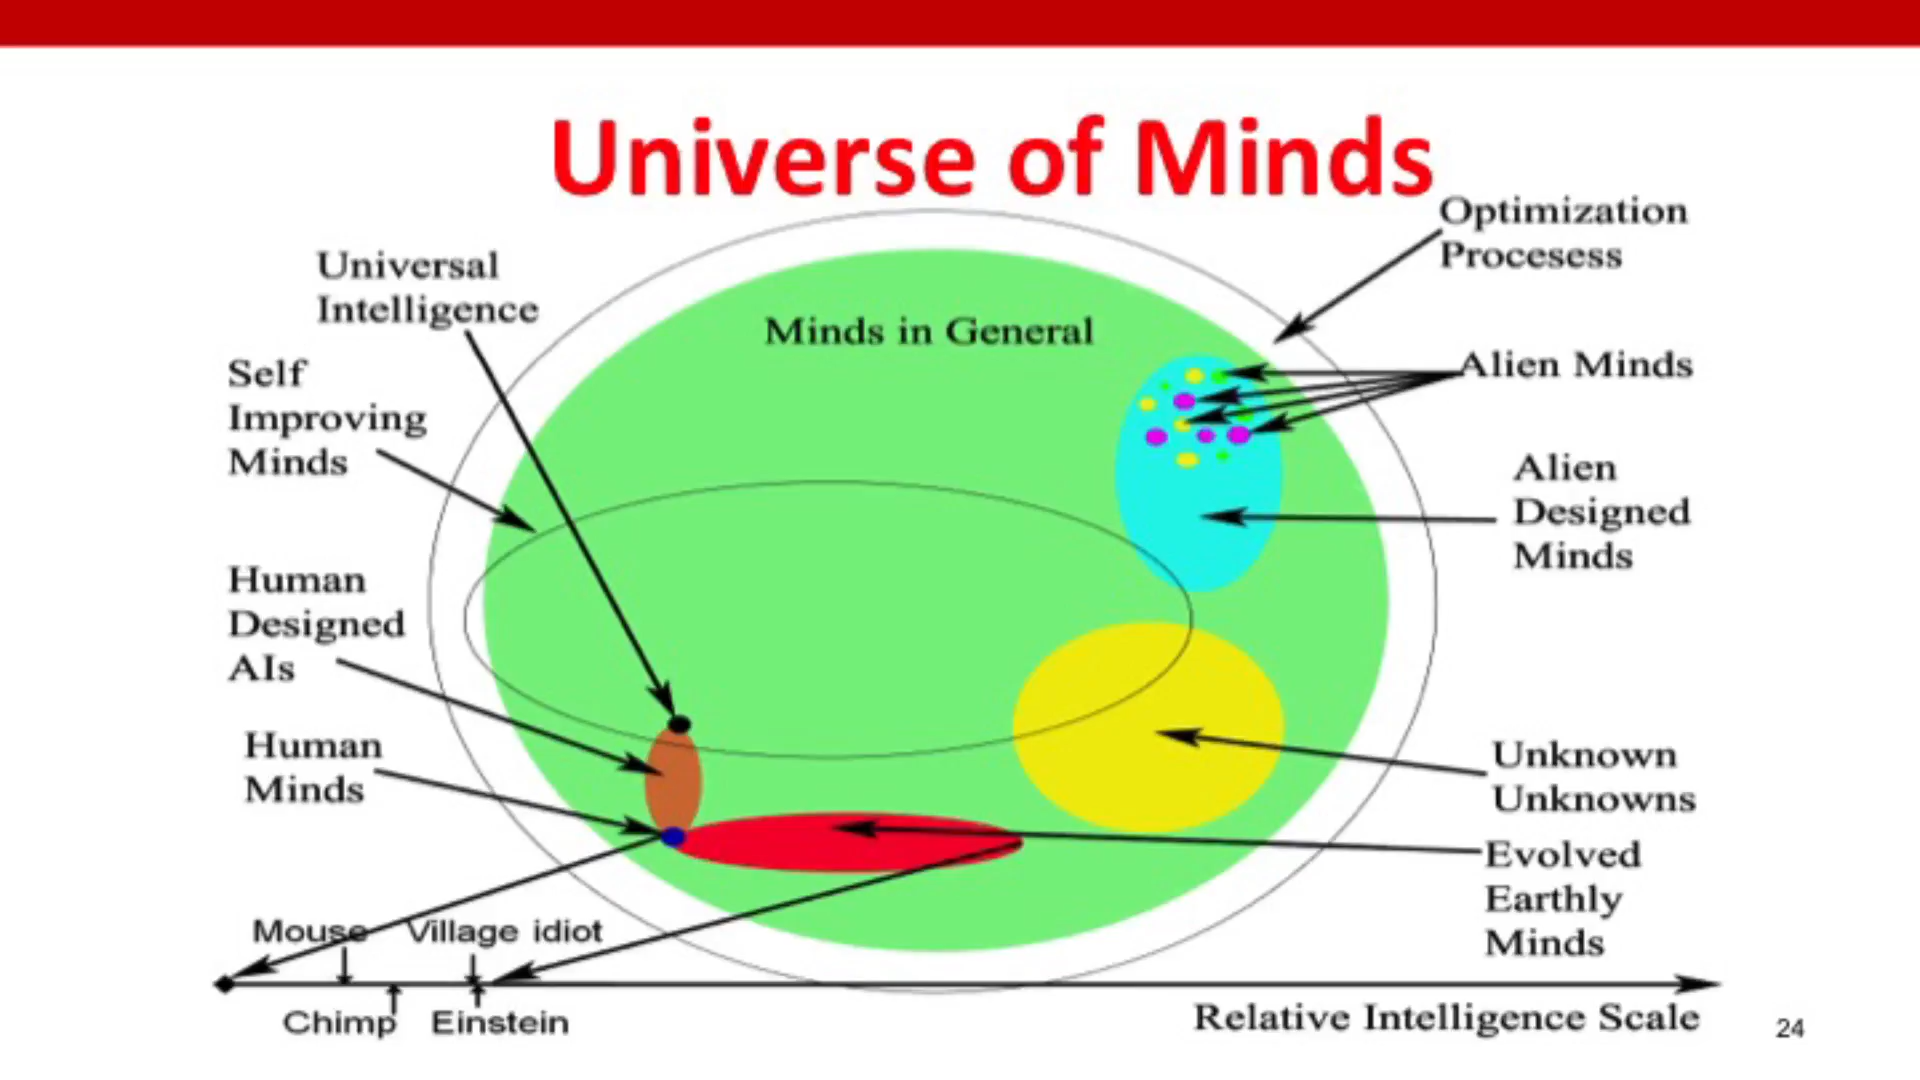 Universe of Minds
Optimization
Procesess
Universal
Intelligence
Minds in General
Alien Minds
Self
Improving
Minds
Alien
Designed
Minds
Human
Designed
AIs
Human
Minds
Unknown
Unknowns
Evolved
Earthly
Minds
Mouse
Village idiot
Chimp
Einstein
Relative Intelligence Scale
24